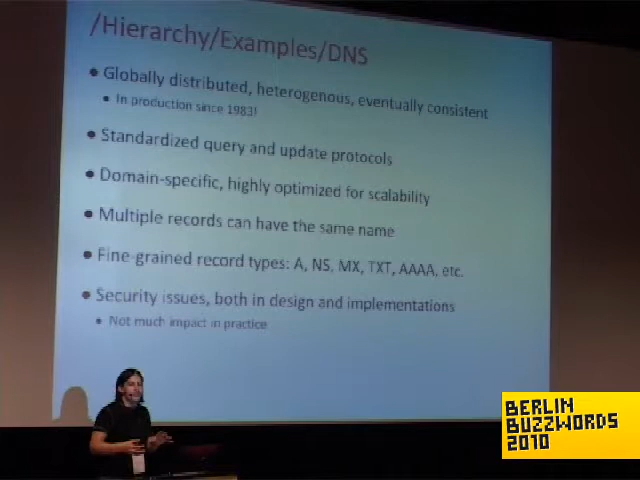 /Hierarchy/Examples/DNS
• Globally distributed, heterogenous, eventually consistent
• In production since 1983!
• Standardized query and update protocols
• Domain-specific, highly optimized for scalability
• Multiple records can have the same name
• Fine-grained record types: A, NS, MX, TXT, AAAA, etc.
• Security issues, both in design and implementations
• Not much impact in practice
BERLIN
BUZZWORDS
2010